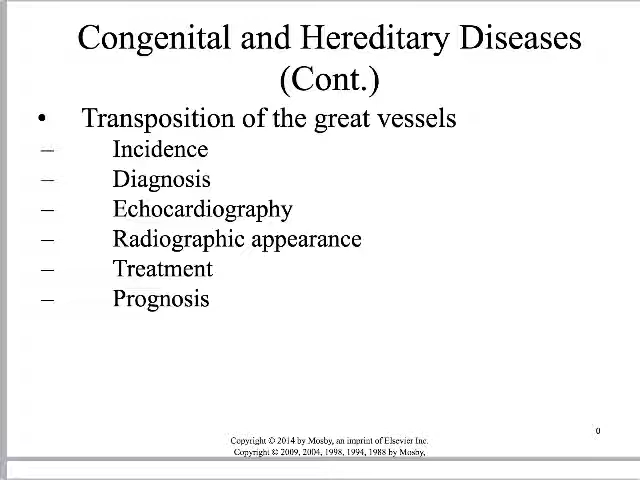 Congenital and Hereditary Diseases
(Cont.)
• Transposition of the great vessels
– Incidence
– Diagnosis
– Echocardiography
– Radiographic appearance
– Treatment
– Prognosis
0
Copyright © 2014 by Mosby, an imprint of Elsevier Inc.
Copyright © 2009, 2004, 1998, 1994, 1988 by Mosby,